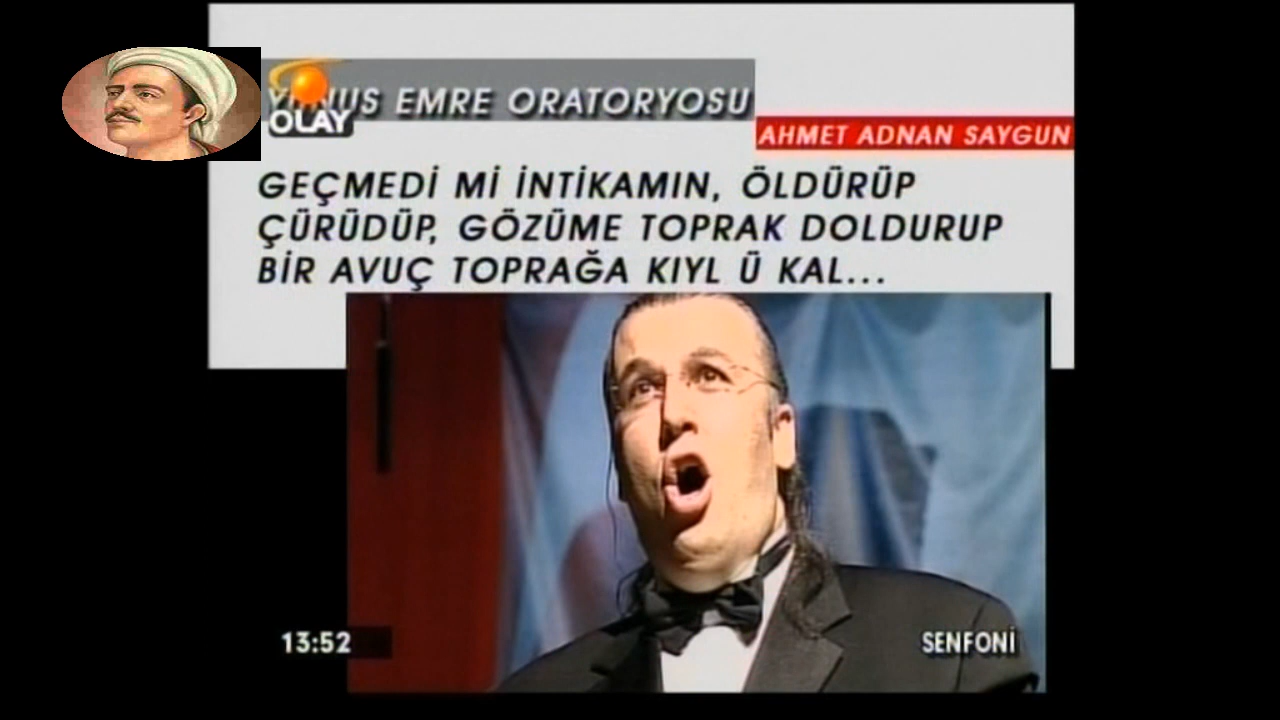 YUNUS EMRE ORATORYOSU
OLAY
AHMET ADNAN SAYGUN
GEÇMEDİ Mİ İNTİKAMIN, ÖLDÜRÜP
ÇÜRÜDÜP, GÖZÜME TOPRAK DOLDURUP
BİR AVUÇ TOPRAĞA KIYL Ü KAL...
13:52
SENFONİ